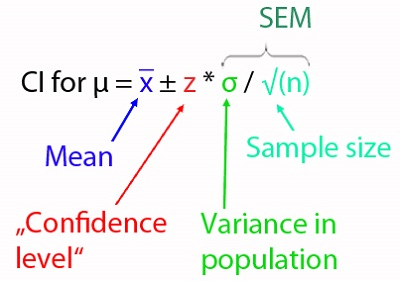 SEM
CI for μ = x̅ ± z * σ / √(n)
Mean
Sample size
„Confidence
level“
Variance in
population